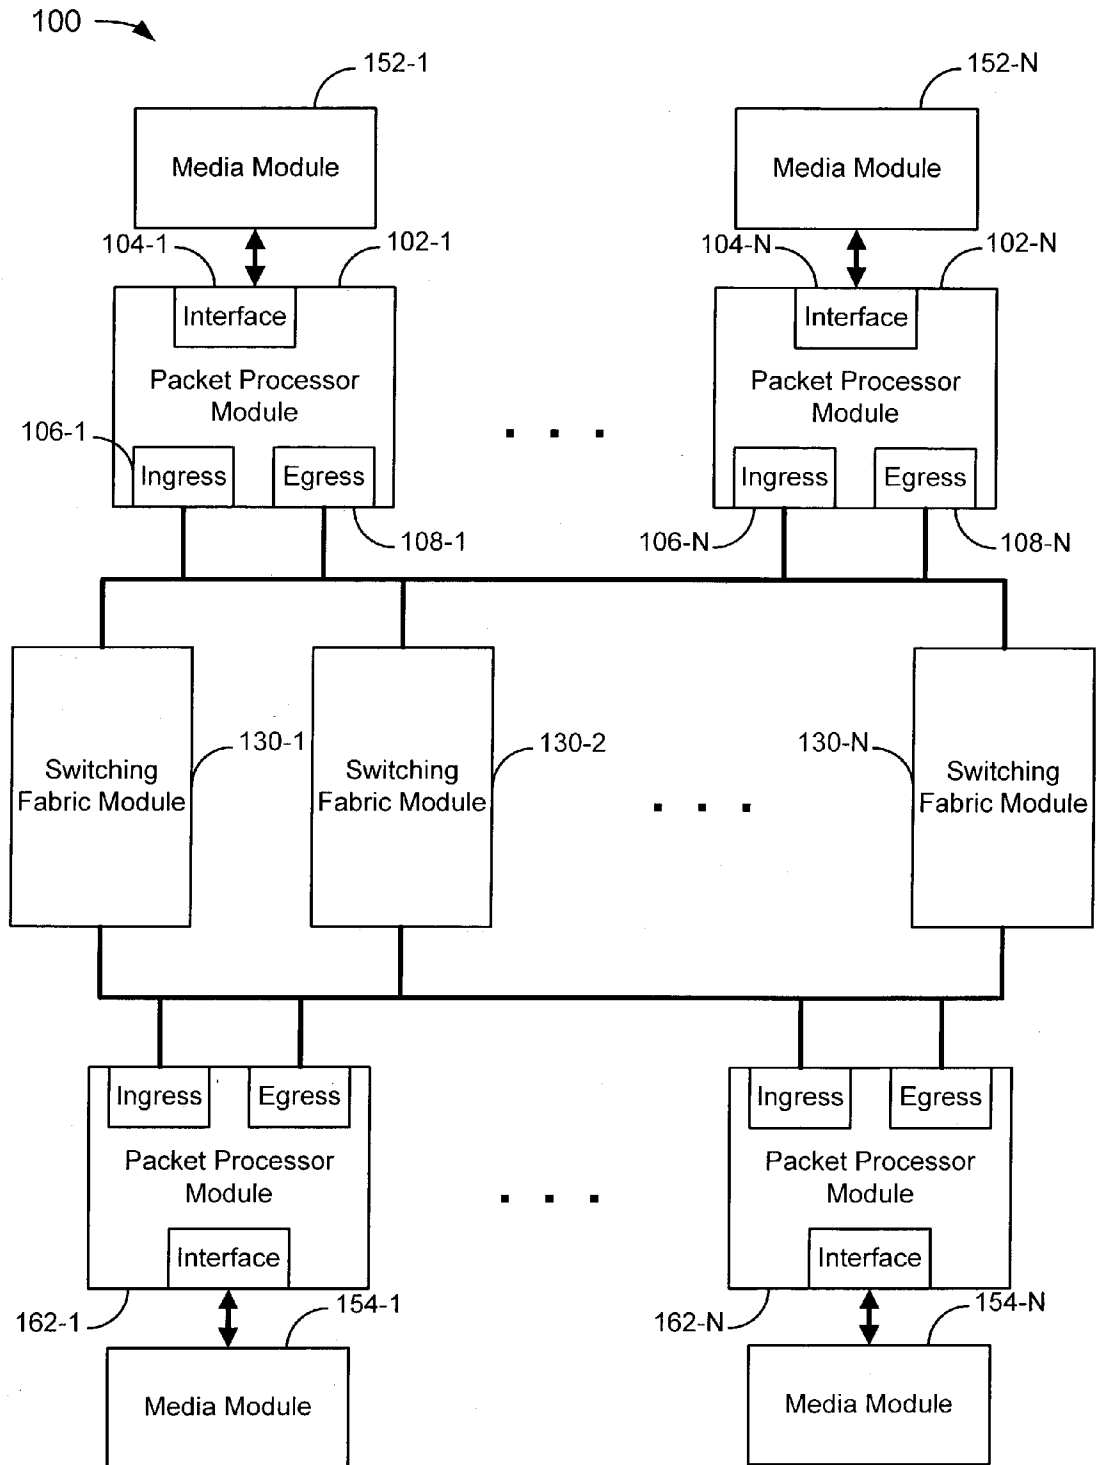 100
152-1
152-N
Media Module
Media Module
104-1
102-1
104-N
102-N
Interface
Interface
Packet Processor
Module
Packet Processor
Module
106-1
Ingress
Egress
Ingress
Egress
108-1
106-N
108-N
130-1
130-2
130-N
Switching
Fabric Module
Switching
Fabric Module
Switching
Fabric Module
Ingress
Egress
Ingress
Egress
Packet Processor
Module
Packet Processor
Module
Interface
Interface
162-1
154-1
162-N
154-N
Media Module
Media Module